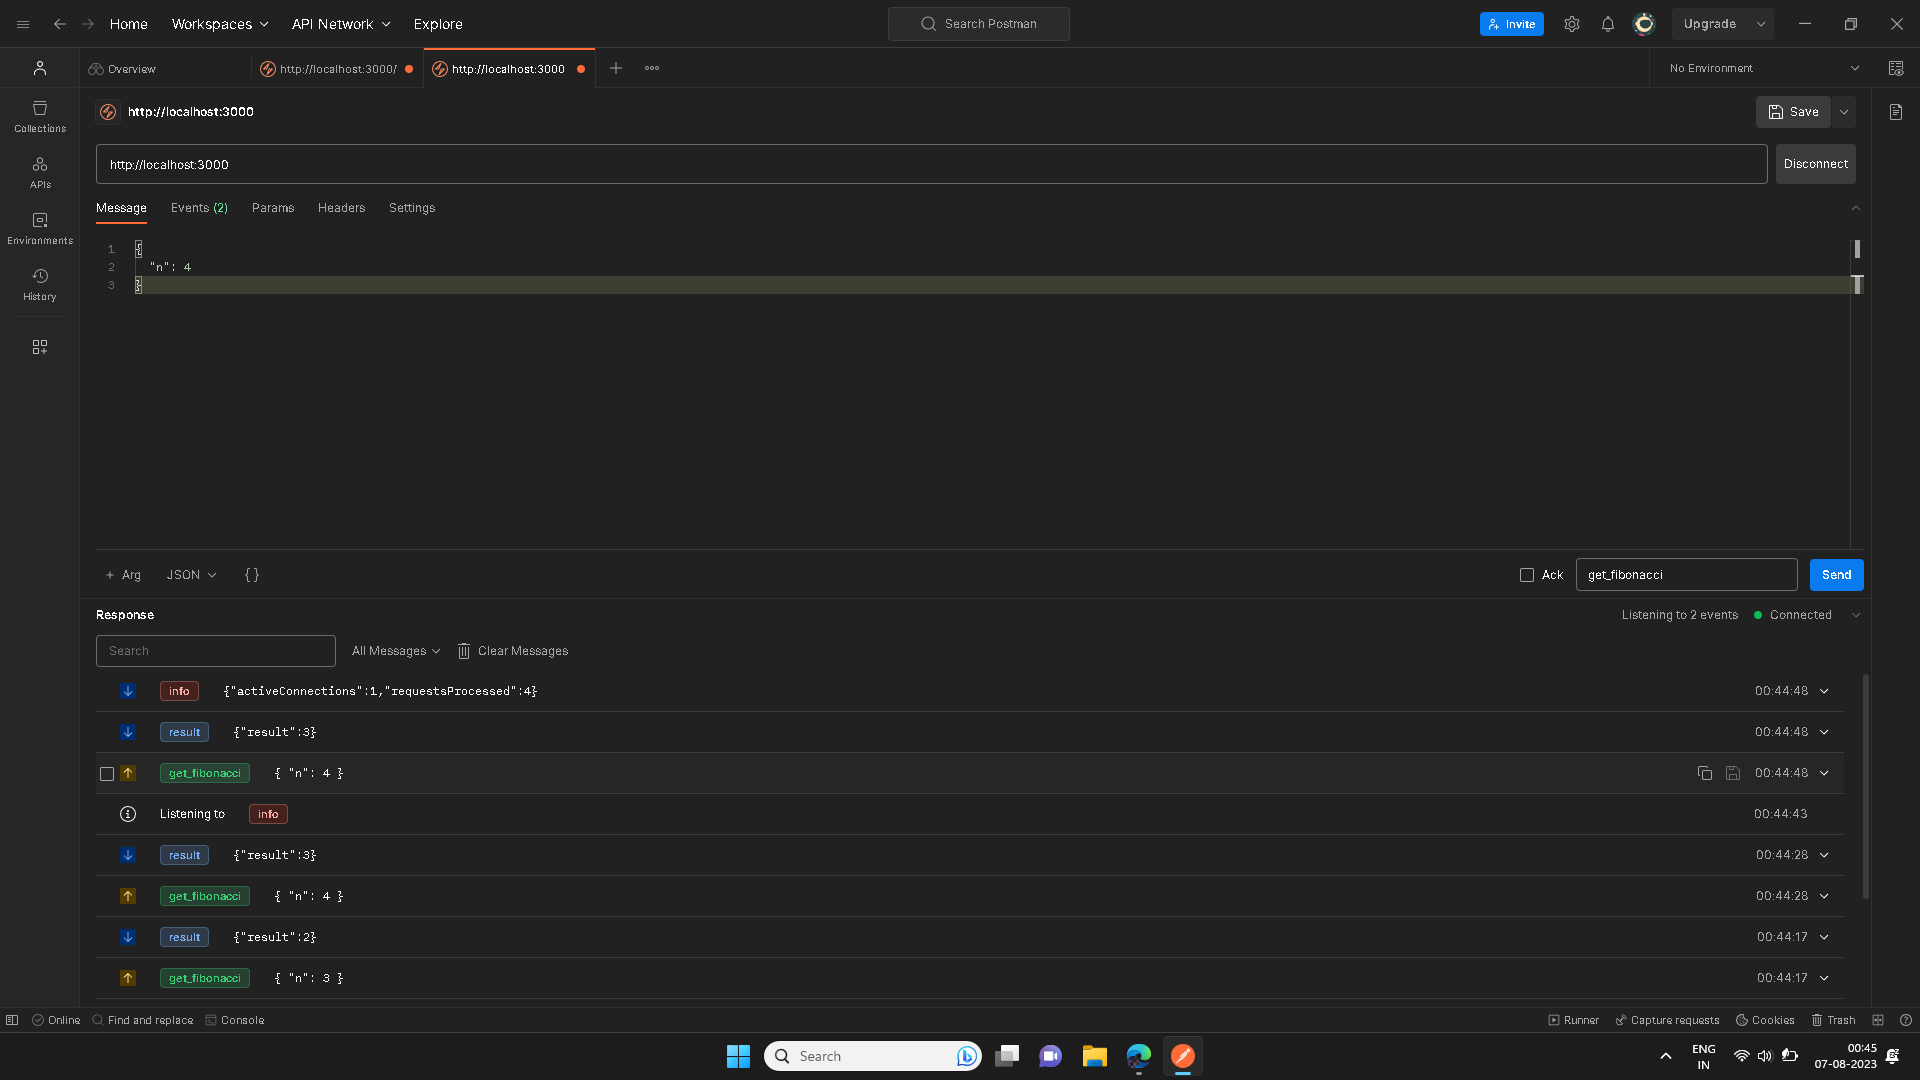 Home Workspaces API Network Explore Search Postman Invite Upgrade
Overview http://localhost:3000/ http://localhost:3000 No Environment
http://localhost:3000 Save
Collections
http://localhost:3000 Disconnect
APIs
Message Events (2) Params Headers Settings
Environments
1 {
2 "n": 4
3 }
History
+ Arg JSON {} Ack get_fibonacci Send
Response Listening to 2 events Connected
Search All Messages Clear Messages
info {"activeConnections":1,"requestsProcessed":4} 00:44:48
result {"result":3} 00:44:48
get_fibonacci { "n": 4 } 00:44:48
Listening to info 00:44:43
result {"result":3} 00:44:28
get_fibonacci { "n": 4 } 00:44:28
result {"result":2} 00:44:17
get_fibonacci { "n": 3 } 00:44:17
Online Find and replace Console Runner Capture requests Cookies Trash
Search
ENG
IN
00:45
07-08-2023